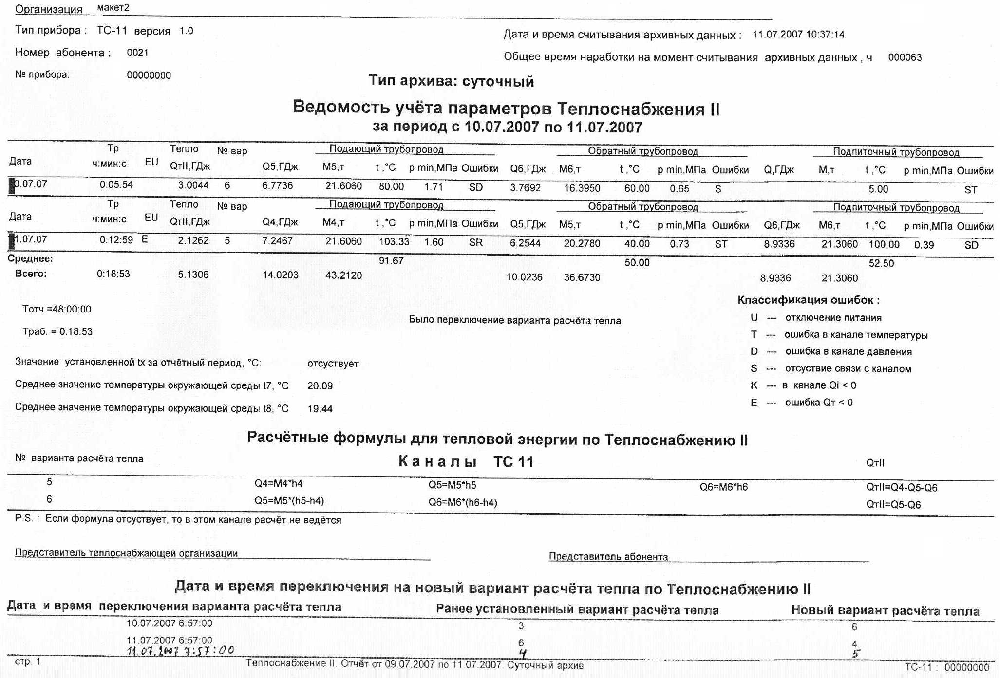 Организация макет2
Тип прибора : ТС-11 версия 1.0
Дата и время считывания архивных данных : 11.07.2007 10:37:14
Номер абонента : 0021
Общее время наработки на момент считывания архивных данных , ч 000063
№ прибора: 00000000
Тип архива: суточный
Ведомость учёта параметров Теплоснабжения II
за период с 10.07.2007 по 11.07.2007
Тр Тепло № вар Подающий трубопровод Обратный трубопровод Подпиточный трубопровод
Дата ч:мин:с EU QтII,ГДж Q5,ГДж М5,т t ,°C p min,МПа Ошибки Q6,ГДж М6,т t ,°C p min,МПа Ошибки Q,ГДж М,т t ,°C p min,МПа Ошибки
0.07.07 0:05:54 3.0044 6 6.7736 21.6060 80.00 1.71 SD 3.7692 16.3950 60.00 0.65 S 5.00 ST
Тр Тепло № вар Подающий трубопровод Обратный трубопровод Подпиточный трубопровод
Дата ч:мин:с EU QтII,ГДж Q4,ГДж М4,т t ,°C p min,МПа Ошибки Q5,ГДж М5,т t ,°C p min,МПа Ошибки Q6,ГДж М6,т t ,°C p min,МПа Ошибки
1.07.07 0:12:59 E 2.1262 5 7.2467 21.6060 103.33 1.60 SR 6.2544 20.2780 40.00 0.73 ST 8.9336 21.3060 100.00 0.39 SD
Среднее: 91.67 50.00 52.50
Всего: 0:18:53 5.1306 14.0203 43.2120 10.0236 36.6730 8.9336 21.3060
Классификация ошибок :
Тотч =48:00:00
Было переключение варианта расчёта тепла
U --- отключение питания
Траб. = 0:18:53
T --- ошибка в канале температуры
D --- ошибка в канале давления
Значение установленной tx за отчётный период, °C: отсуствует
S --- отсуствие связи с каналом
Среднее значение температуры окружающей среды t7, °C 20.09
K --- в канале Qi < 0
Среднее значение температуры окружающей среды t8, °C 19.44
E --- ошибка Qт < 0
Расчётные формулы для тепловой энергии по Теплоснабжению II
№ варианта расчёта тепла К а н а л ы ТС 11 QтII
5 Q4=M4*h4 Q5=M5*h5 Q6=M6*h6 QтII=Q4-Q5-Q6
6 Q5=M5*(h5-h4) Q6=M6*(h6-h4) QтII=Q5-Q6
P.S. : Если формула отсуствует, то в этом канале расчёт не ведётся
Представитель теплоснабжающей организации Представитель абонента
Дата и время переключения на новый вариант расчёта тепла по Теплоснабжению II
Дата и время переключения варианта расчёта тепла Ранее установленный вариант расчёта тепла Новый вариант расчёта тепла
10.07.2007 6:57:00 3 6
11.07.2007 6:57:00 6 4
11.07.2007 7:57:00 4 5
стр. 1 Теплоснабжение II. Отчёт от 09.07.2007 по 11.07.2007. Суточный архив ТС-11 : 00000000